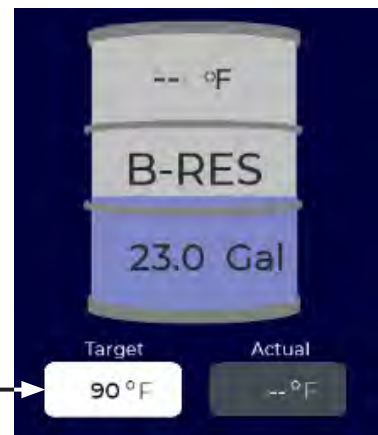 -- °F
B-RES
23.0 Gal
Target Actual
90 °F --°F